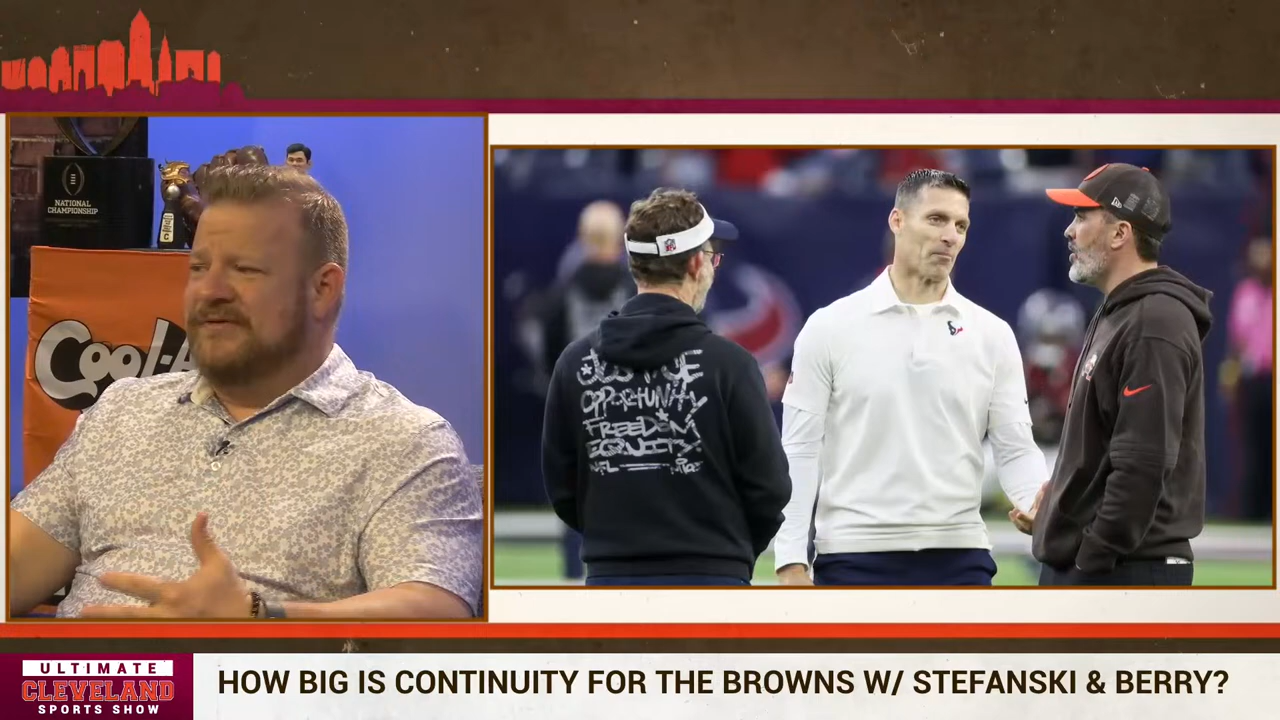 NATIONAL
CHAMPIONSHIP
COOL-A
JUSTICE
OPPORTUNITY
FREEDOM
EQUITY
NFL
ULTIMATE
CLEVELAND
SPORTS SHOW
HOW BIG IS CONTINUITY FOR THE BROWNS W/ STEFANSKI & BERRY?